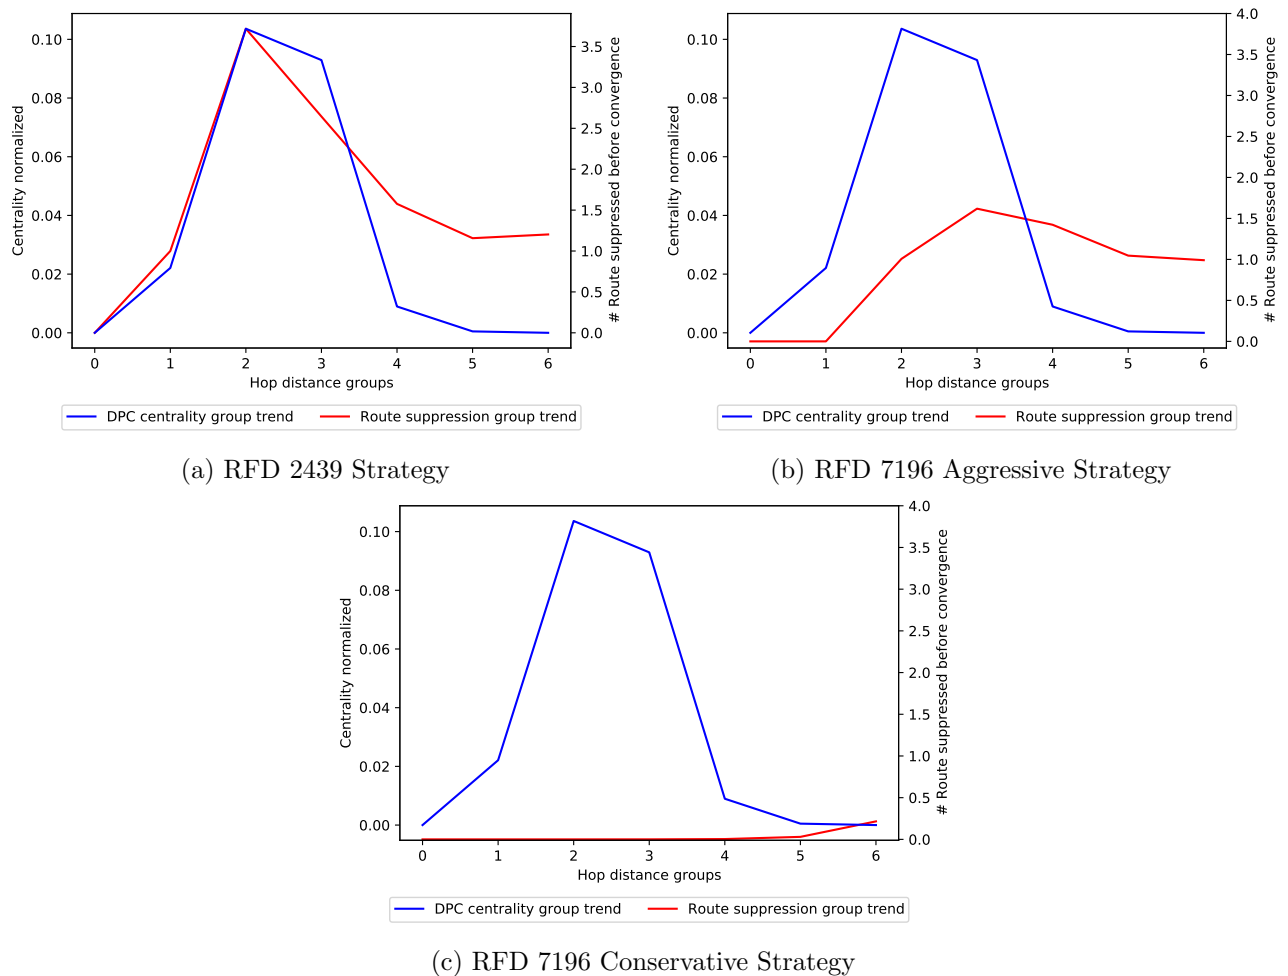 0.10
0.08
0.06
0.04
0.02
0.00
Centrality normalized
3.5
3.0
2.5
2.0
1.5
1.0
0.5
0.0
# Route suppressed before convergence
0 1 2 3 4 5 6
Hop distance groups
DPC centrality group trend Route suppression group trend
(a) RFD 2439 Strategy
0.10
0.08
0.06
0.04
0.02
0.00
Centrality normalized
4.0
3.5
3.0
2.5
2.0
1.5
1.0
0.5
0.0
# Route suppressed before convergence
0 1 2 3 4 5 6
Hop distance groups
DPC centrality group trend Route suppression group trend
(b) RFD 7196 Aggressive Strategy
0.10
0.08
0.06
0.04
0.02
0.00
Centrality normalized
4.0
3.5
3.0
2.5
2.0
1.5
1.0
0.5
0.0
# Route suppressed before convergence
0 1 2 3 4 5 6
Hop distance groups
DPC centrality group trend Route suppression group trend
(c) RFD 7196 Conservative Strategy